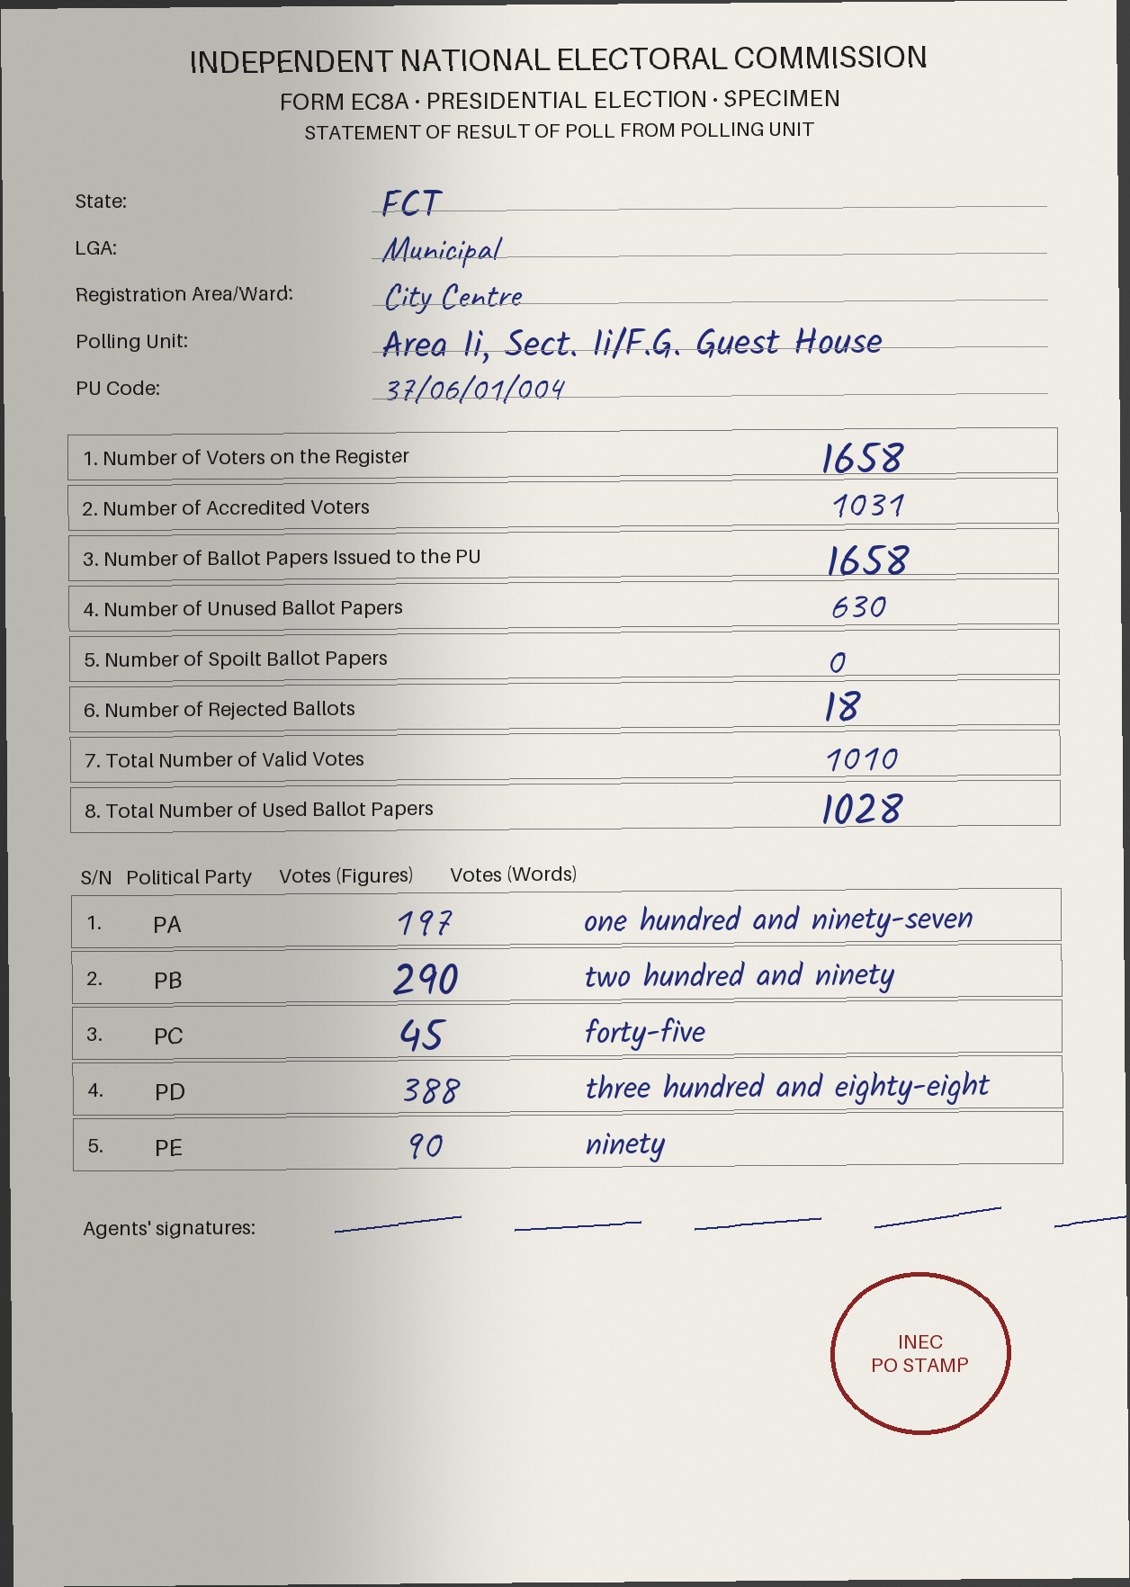 INDEPENDENT NATIONAL ELECTORAL COMMISSION
FORM EC8A · PRESIDENTIAL ELECTION · SPECIMEN
STATEMENT OF RESULT OF POLL FROM POLLING UNIT
State: FCT
LGA: Municipal
Registration Area/Ward: City Centre
Polling Unit: Area Ii, Sect. Ii/F.G. Guest House
PU Code: 37/06/01/004
1. Number of Voters on the Register 1658
2. Number of Accredited Voters 1031
3. Number of Ballot Papers Issued to the PU 1658
4. Number of Unused Ballot Papers 630
5. Number of Spoilt Ballot Papers 0
6. Number of Rejected Ballots 18
7. Total Number of Valid Votes 1010
8. Total Number of Used Ballot Papers 1028
S/N Political Party Votes (Figures) Votes (Words)
1. PA 197 one hundred and ninety-seven
2. PB 290 two hundred and ninety
3. PC 45 forty-five
4. PD 388 three hundred and eighty-eight
5. PE 90 ninety
Agents' signatures:
INEC
PO STAMP